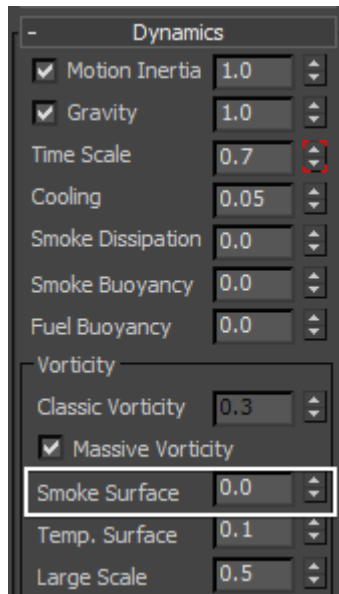 - Dynamics
Motion Inertia 1.0
Gravity 1.0
Time Scale 0.7
Cooling 0.05
Smoke Dissipation 0.0
Smoke Buoyancy 0.0
Fuel Buoyancy 0.0
Vorticity
Classic Vorticity 0.3
Massive Vorticity
Smoke Surface 0.0
Temp. Surface 0.1
Large Scale 0.5